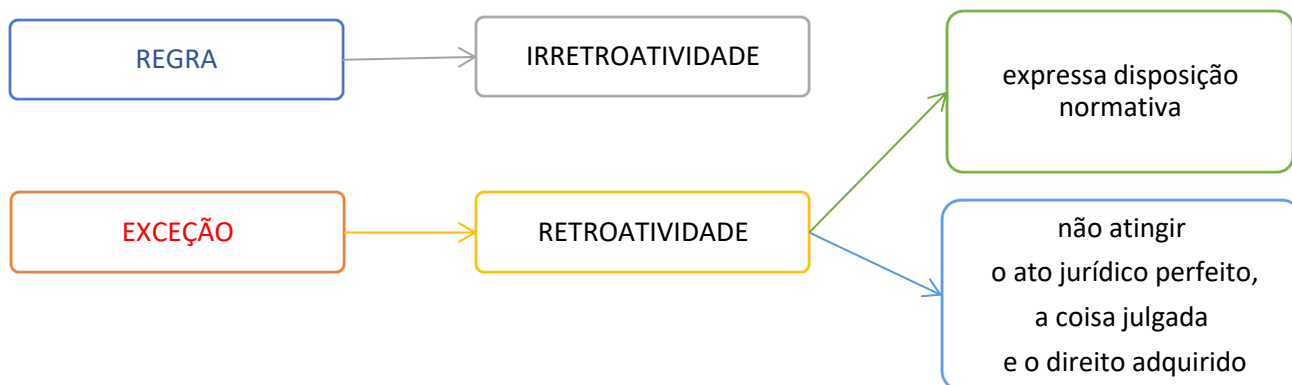 REGRA
IRRETROATIVIDADE
expressa disposição
normativa
EXCEÇÃO
RETROATIVIDADE
não atingir
o ato jurídico perfeito,
a coisa julgada
e o direito adquirido